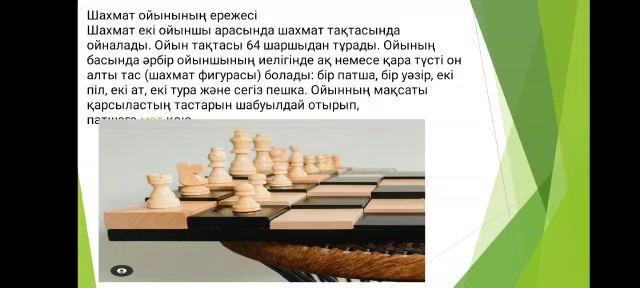 Шахмат ойынының ережесі
Шахмат екі ойыншы арасында шахмат тақтасында
ойналады. Ойын тақтасы 64 шаршыдан тұрады. Ойының
басында әрбір ойыншының иелігінде ақ немесе қара түсті он
алты тас (шахмат фигурасы) болады: бір патша, бір уәзір, екі
піл, екі ат, екі тура және сегіз пешка. Ойынның мақсаты
қарсыластың тастарын шабуылдай отырып,